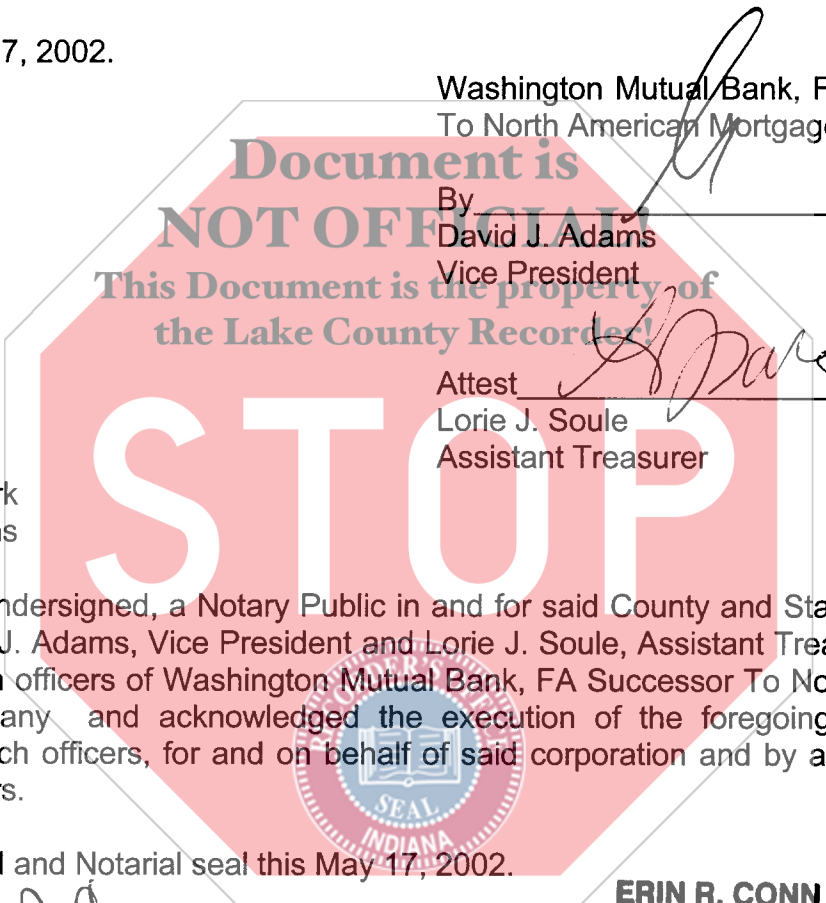 7, 2002.
Washington Mutual Bank, F
To North American Mortgage
Document is
NOT OFFICIAL!
This Document is the property of
the Lake County Recorder!
By
David J. Adams
Vice President
Attest
Lorie J. Soule
Assistant Treasurer
STOP
rk
ns
ndersigned, a Notary Public in and for said County and Sta
J. Adams, Vice President and Lorie J. Soule, Assistant Trea
n officers of Washington Mutual Bank, FA Successor To No
any and acknowledged the execution of the foregoing
ch officers, for and on behalf of said corporation and by a
rs.
RECORDER'S
SEAL
INDIANA
l and Notarial seal this May 17, 2002.
ERIN R. CONN